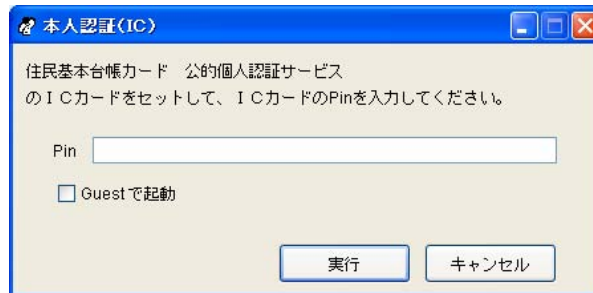 本人認証(IC)
住民基本台帳カード　公的個人認証サービス
のＩＣカードをセットして、ＩＣカードのPinを入力してください。
Pin
Guestで起動
実行
キャンセル